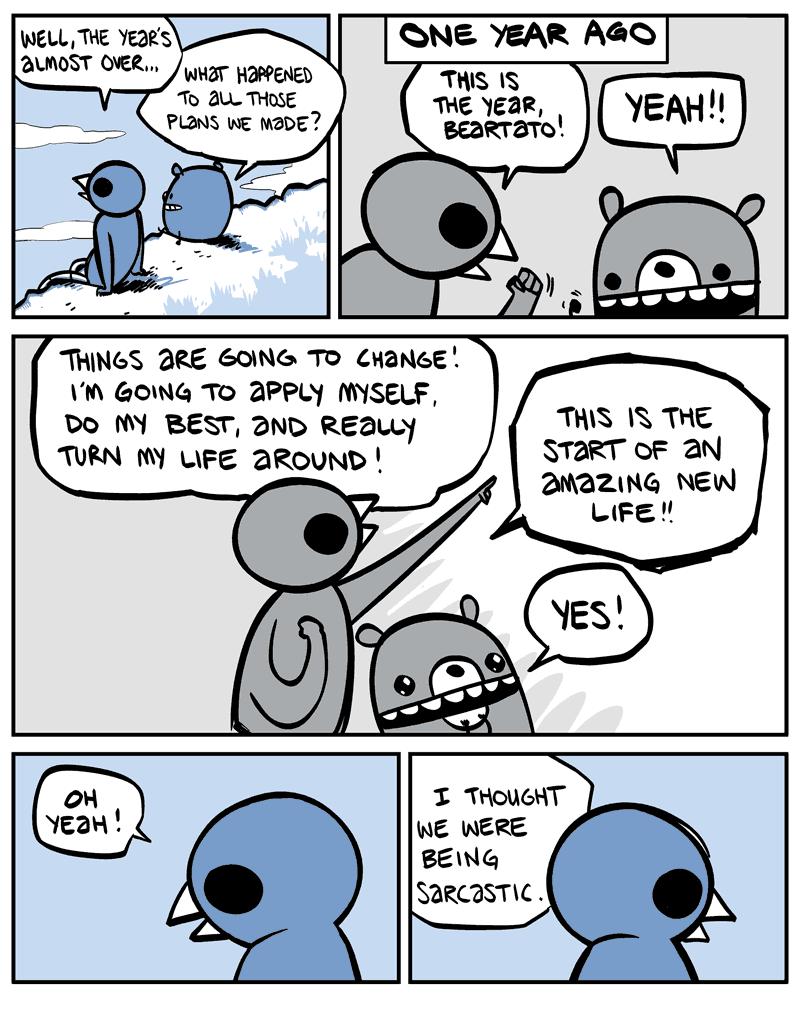 WELL, THE YEAR'S
ALMOST OVER...
WHAT HAPPENED
TO ALL THOSE
PLANS WE MADE?
ONE YEAR AGO
THIS IS
THE YEAR,
BEARTATO!
YEAH!!
THINGS ARE GOING TO CHANGE!
I'M GOING TO APPLY MYSELF,
DO MY BEST, AND REALLY
TURN MY LIFE AROUND!
THIS IS THE
START OF AN
AMAZING NEW
LIFE!!
YES!
OH
YEAH!
I THOUGHT
WE WERE
BEING
SARCASTIC.